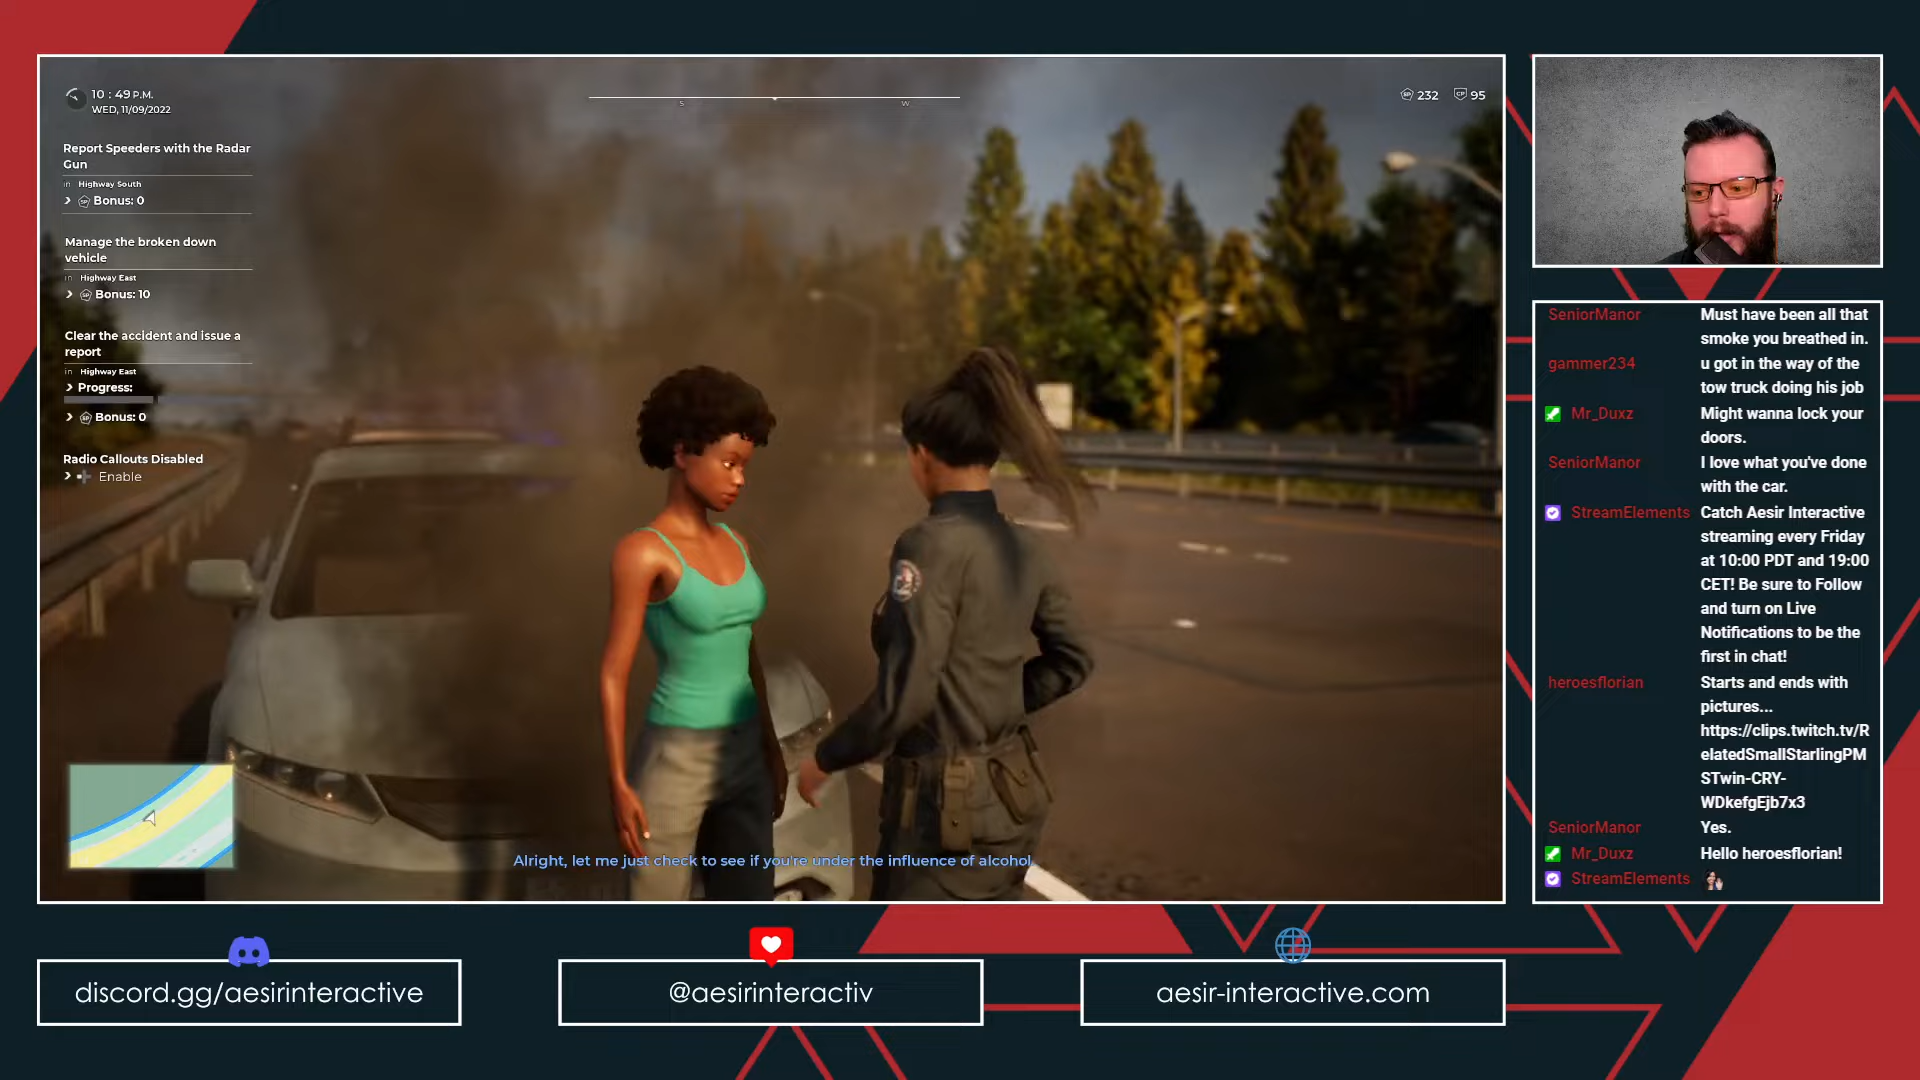 10 : 49 P.M.
WED, 11/09/2022
S
W
232
95
Report Speeders with the Radar
Gun
in Highway South
Bonus: 0
Manage the broken down
vehicle
in Highway East
Bonus: 10
Clear the accident and issue a
report
in Highway East
Progress:
Bonus: 0
Radio Callouts Disabled
Enable
Alright, let me just check to see if you're under the influence of alcohol.
SeniorManor Must have been all that
smoke you breathed in.
gammer234 u got in the way of the
tow truck doing his job
Mr_Duxz Might wanna lock your
doors.
SeniorManor I love what you've done
with the car.
StreamElements Catch Aesir Interactive
streaming every Friday
at 10:00 PDT and 19:00
CET! Be sure to Follow
and turn on Live
Notifications to be the
first in chat!
heroesflorian Starts and ends with
pictures...
https://clips.twitch.tv/R
elatedSmallStarlingPM
STwin-CRY-
WDkefgEjb7x3
SeniorManor Yes.
Mr_Duxz Hello heroesflorian!
StreamElements
discord.gg/aesirinteractive
@aesirinteractiv
aesir-interactive.com